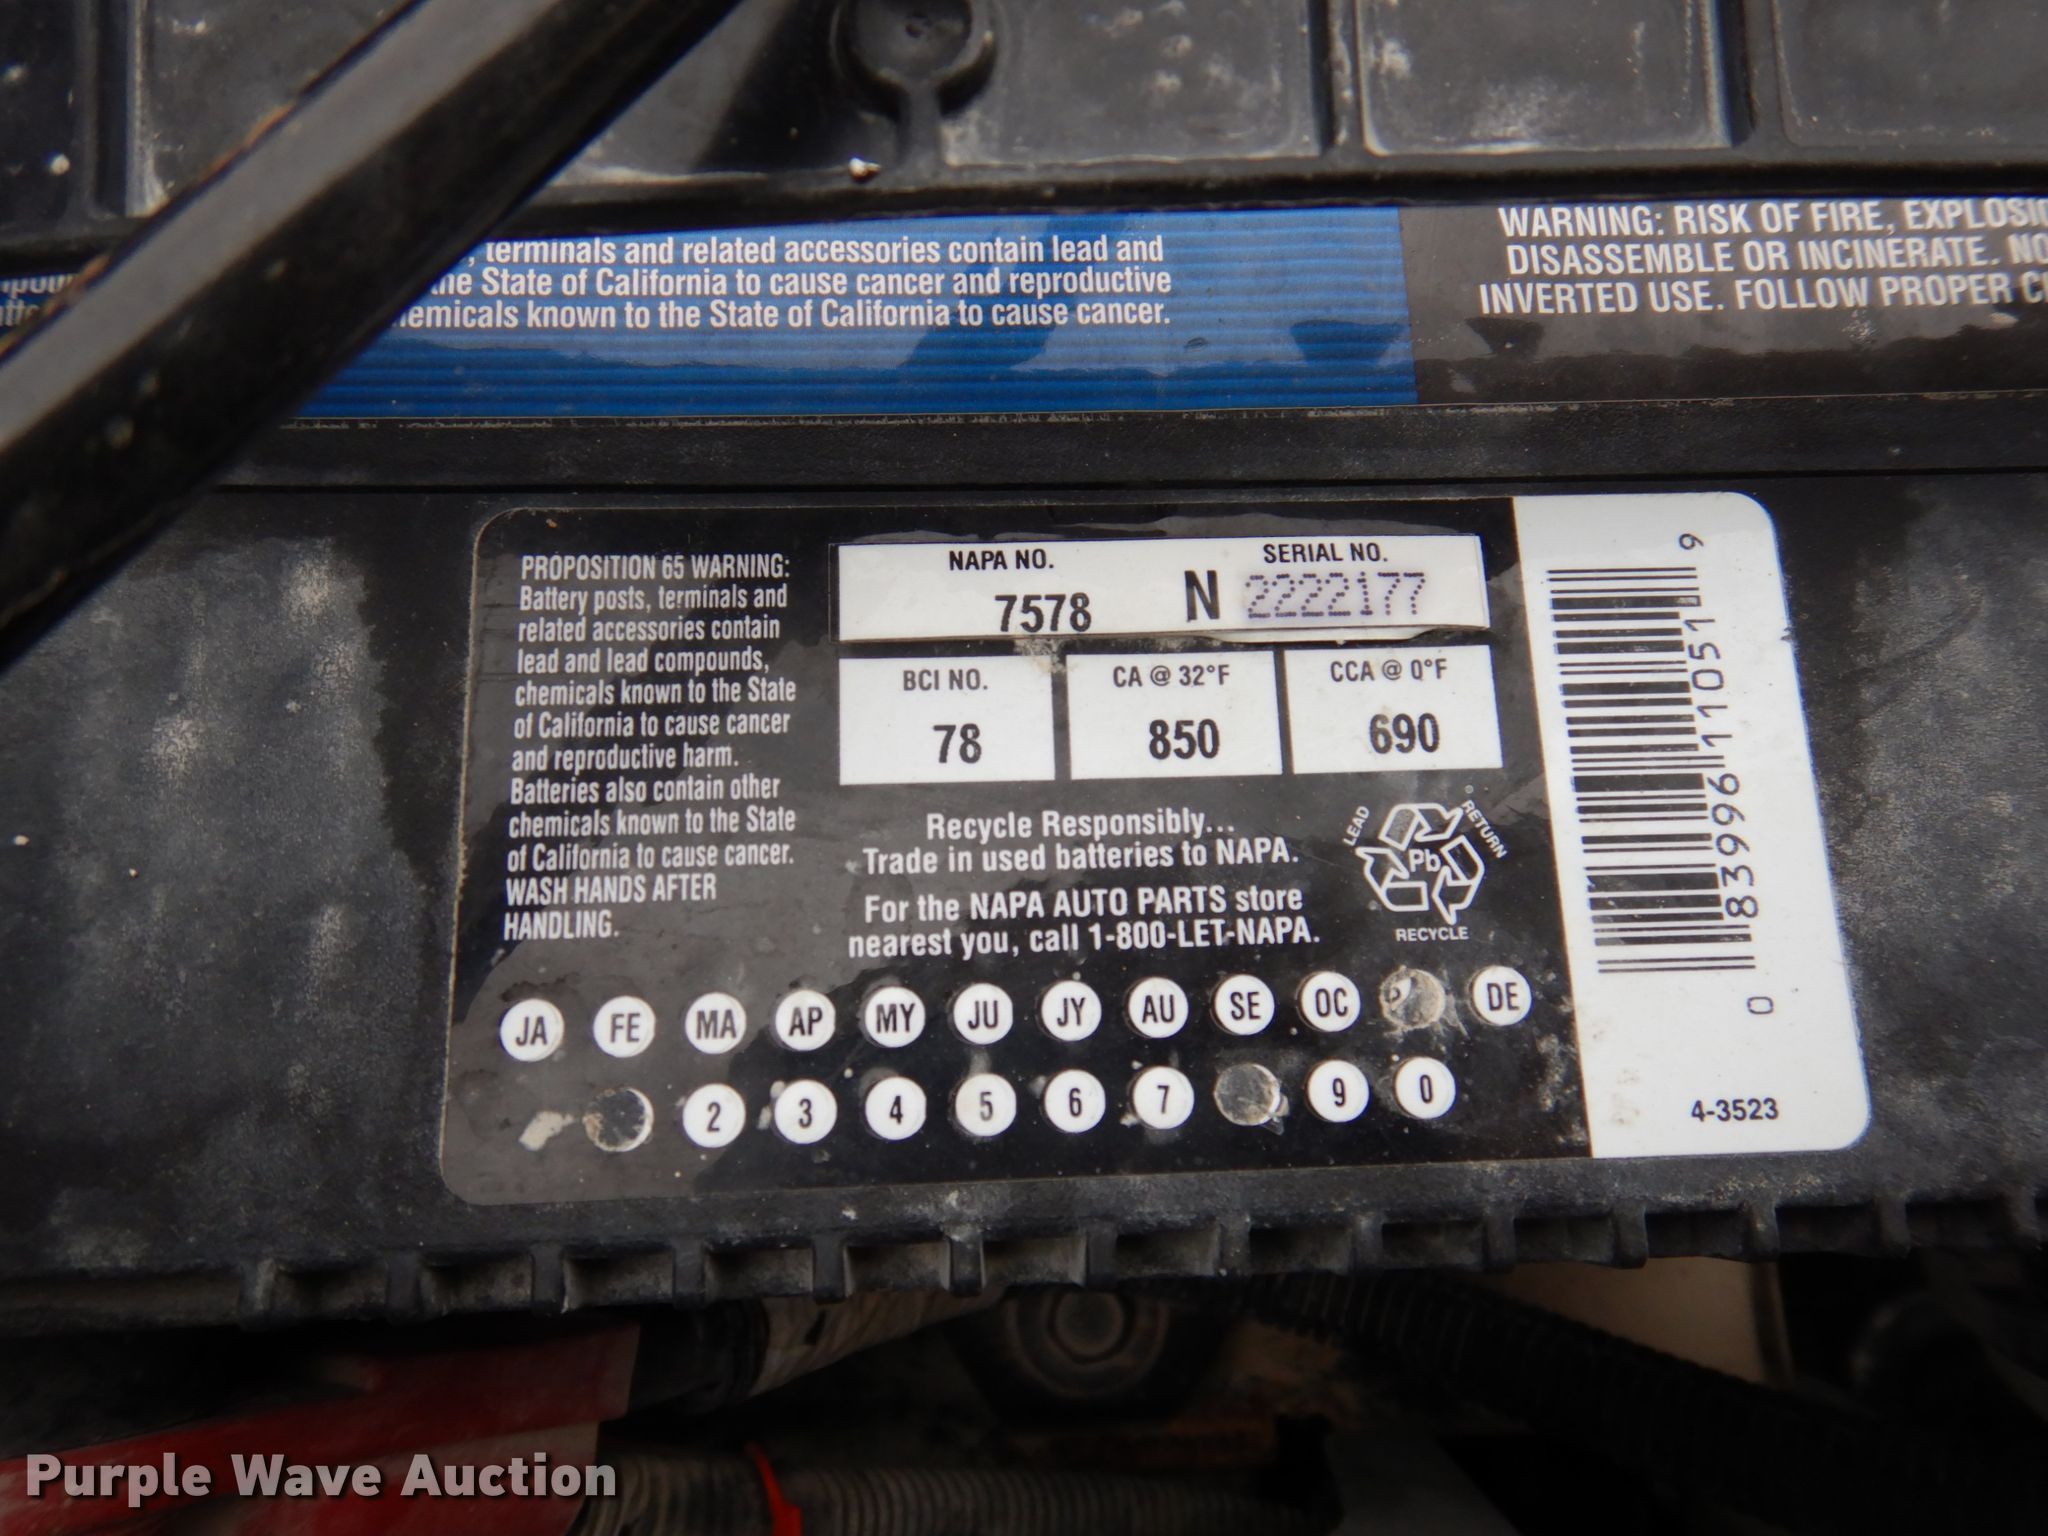 terminals and related accessories contain lead and
State of California to cause cancer and reproductive
known to the State of California to cause cancer.
WARNING: RISK OF FIRE,
DISASSEMBLE OR INCINERATE.
INVERTED USE. FOLLOW PROPER
PROPOSITION 65 WARNING:
Battery posts, terminals and
related accessories contain
lead and lead compounds,
chemicals known to the State
of California to cause cancer
and reproductive harm.
Batteries also contain other
chemicals known to the State
of California to cause cancer.
WASH HANDS AFTER
HANDLING.
NAPA NO.
7578
SERIAL NO.
N 2222177
BCI NO.
78
CA @ 32°F
850
CCA @ 0°F
690
Recycle Responsibly...
Trade in used batteries to NAPA.
For the NAPA AUTO PARTS store
nearest you, call 1-800-LET-NAPA.
LEAD
RETURN
Pb
RECYCLE
JA FE MA AP MY JU JY AU SE OC DE
2 3 4 5 6 7 9 0
0 83996 11051 9
4-3523
Purple Wave Auction